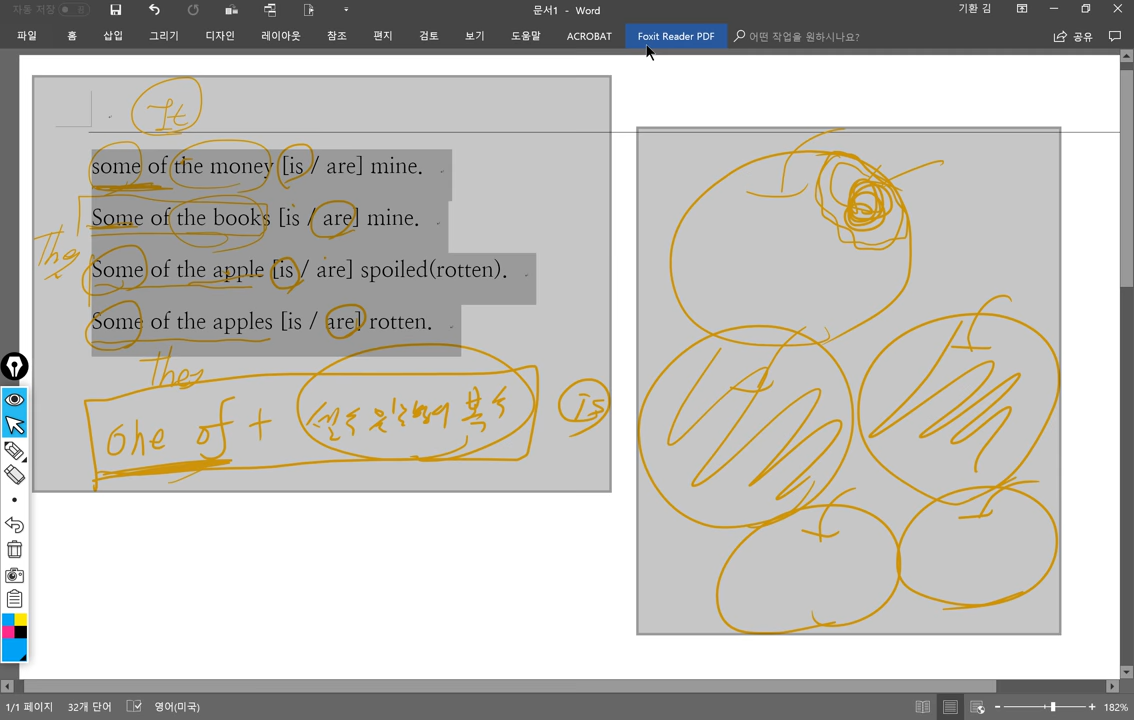 자동 저장
문서1 - Word
기환 김
파일 홈 삽입 그리기 디자인 레이아웃 참조 편지 검토 보기 도움말 ACROBAT Foxit Reader PDF 어떤 작업을 원하시나요? 공유
It
some of the money [is / are] mine.
Some of the books [is / are] mine.
They
Some of the apple [is / are] spoiled(rotten).
Some of the apples [is / are] rotten.
They
one of + 복수
is
1/1 페이지 32개 단어 영어(미국) 182%